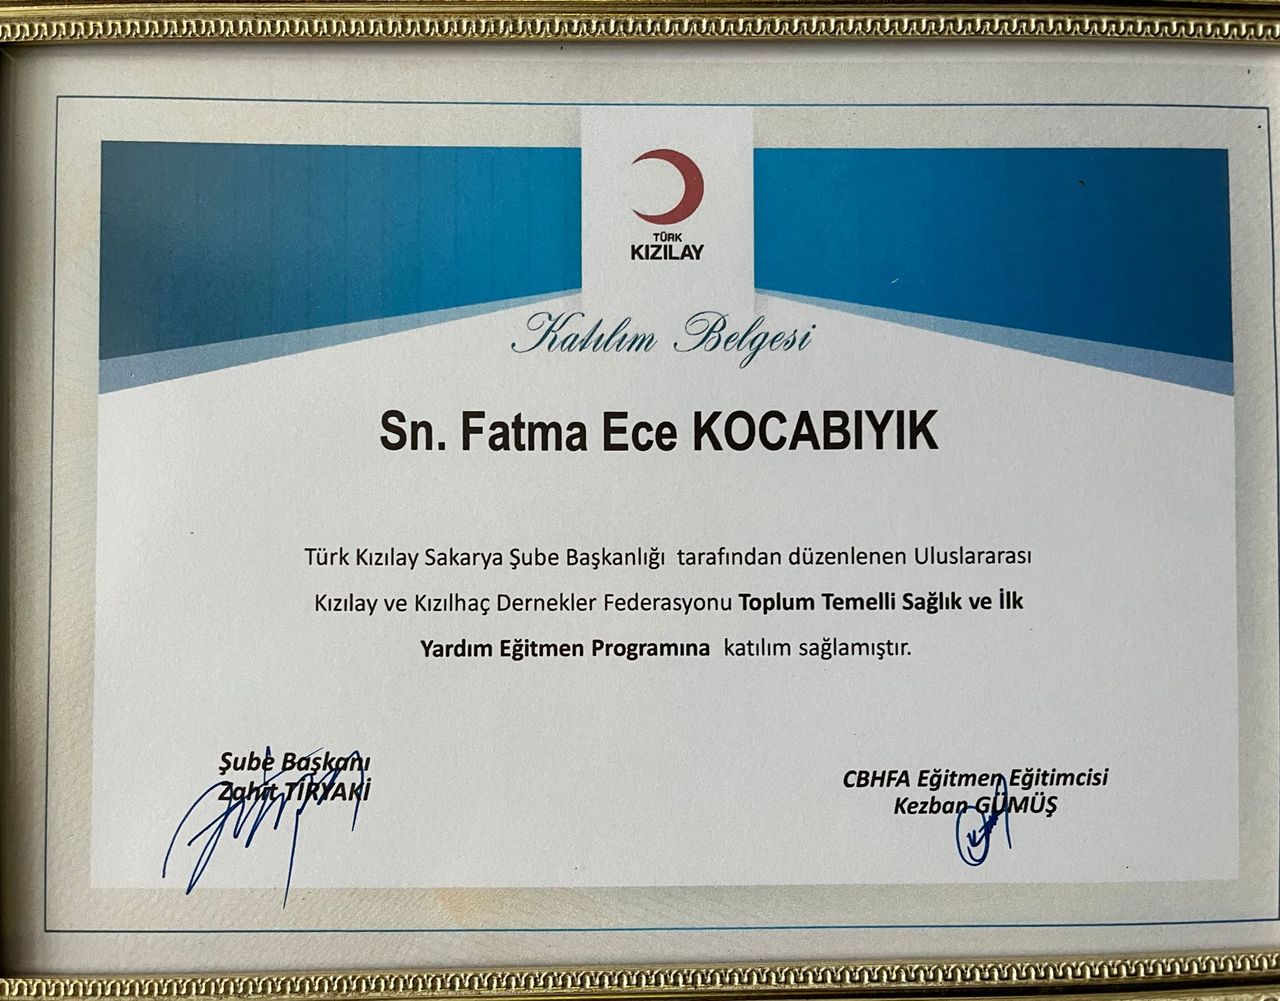 TÜRK
KIZILAY
Katılım Belgesi
Sn. Fatma Ece KOCABIYIK
Türk Kızılay Sakarya Şube Başkanlığı tarafından düzenlenen Uluslararası
Kızılay ve Kızılhaç Dernekler Federasyonu Toplum Temelli Sağlık ve İlk
Yardım Eğitmen Programına katılım sağlamıştır.
Şube Başkanı
Zahit TİRYAKİ
CBHFA Eğitmen Eğitimcisi
Kezban GÜMÜŞ